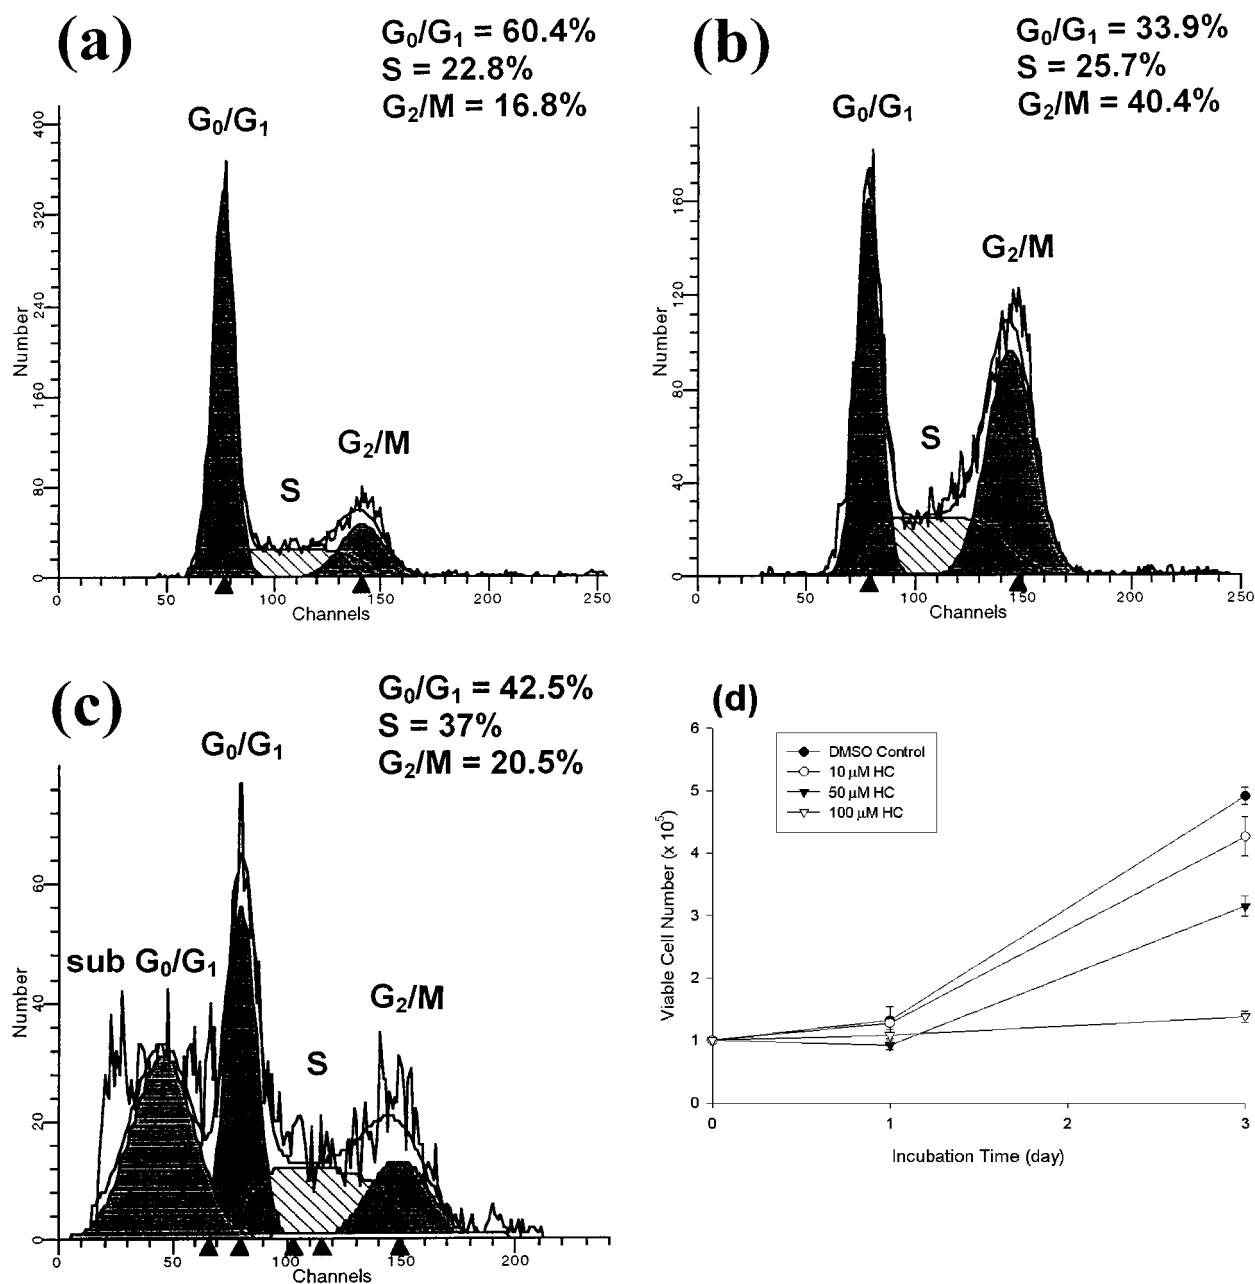 (a)
G0/G1 = 60.4%
S = 22.8%
G2/M = 16.8%
G0/G1
S
G2/M
400
320
240
160
80
0
Number
0 50 100 150 200 250
Channels
(b)
G0/G1 = 33.9%
S = 25.7%
G2/M = 40.4%
G0/G1
S
G2/M
160
120
80
40
0
Number
0 50 100 150 200 250
Channels
(c)
G0/G1 = 42.5%
S = 37%
G2/M = 20.5%
G0/G1
sub G0/G1
S
G2/M
60
40
20
0
Number
0 50 100 150 200
Channels
(d)
6
5
4
3
2
1
0
Viable Cell Number (x 10^5)
DMSO Control
10 µM HC
50 µM HC
100 µM HC
0 1 2 3
Incubation Time (day)